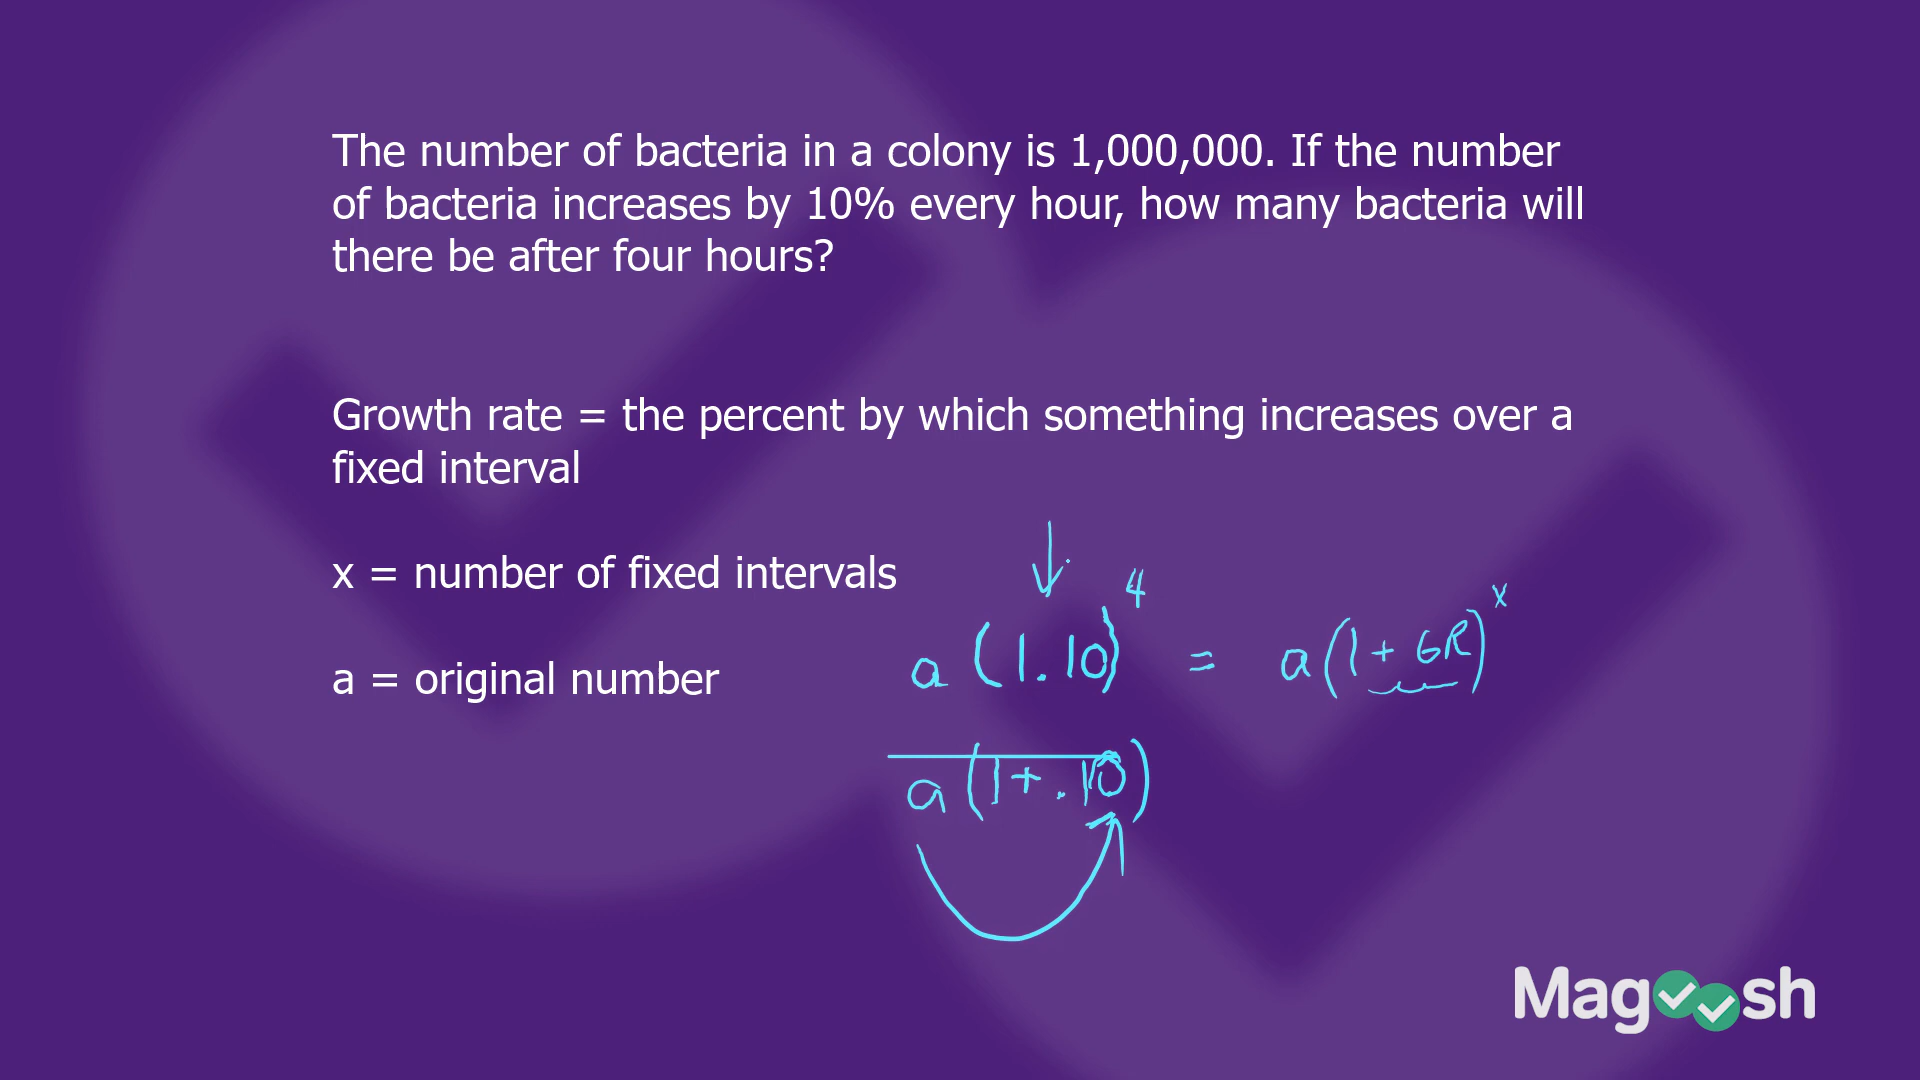 The number of bacteria in a colony is 1,000,000. If the number
of bacteria increases by 10% every hour, how many bacteria will
there be after four hours?
Growth rate = the percent by which something increases over a
fixed interval
x = number of fixed intervals
a = original number
a (1.10)^4 = a(1 + GR)^x
a(1+.10)
Magoosh